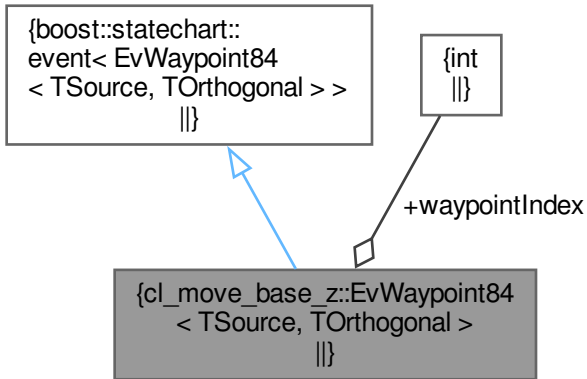 {boost::statechart::
event< EvWaypoint84
< TSource, TOrthogonal > >
||}
{int
||}
+waypointIndex
{cl_move_base_z::EvWaypoint84
< TSource, TOrthogonal >
||}